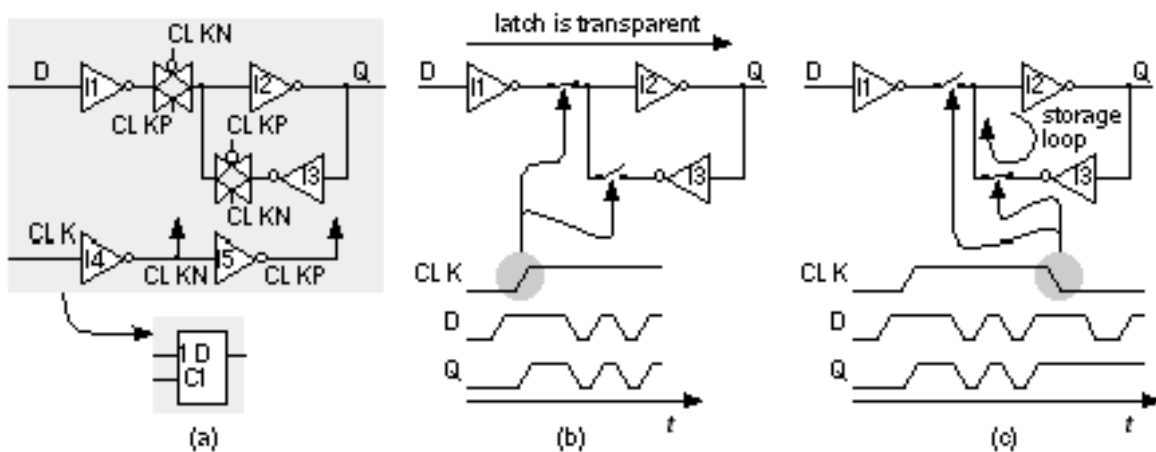 CL KN
D
I1
I2
Q
CL KP
CL KP
I3
CL KN
CL K
I4
CL KN
I5
CL KP
1D
C1
(a)
latch is transparent
D
I1
I2
Q
I3
CL K
D
Q
t
(b)
D
I1
I2
Q
storage
loop
I3
CL K
D
Q
t
(c)